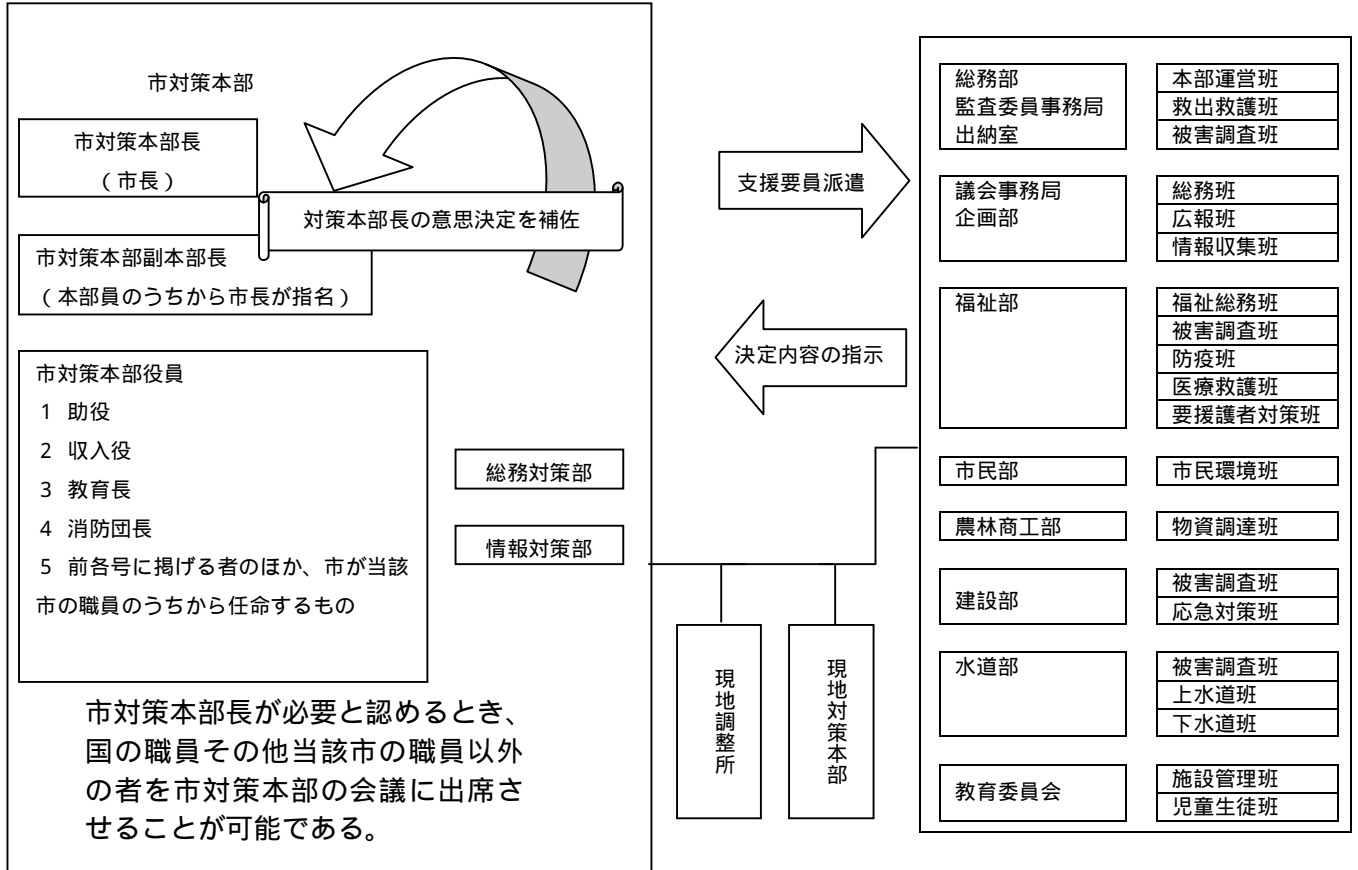 市対策本部
市対策本部長
（市長）
対策本部長の意思決定を補佐
市対策本部副本部長
（本部員のうちから市長が指名）
市対策本部役員
1 助役
2 収入役
3 教育長
4 消防団長
5 前各号に掲げる者のほか、市が当該
市の職員のうちから任命するもの
総務対策部
情報対策部
市対策本部長が必要と認めるとき、
国の職員その他当該市の職員以外
の者を市対策本部の会議に出席さ
せることが可能である。
支援要員派遣
決定内容の指示
現地調整所
現地対策本部
総務部
監査委員事務局
出納室
本部運営班
救出救護班
被害調査班
議会事務局
企画部
総務班
広報班
情報収集班
福祉部
福祉総務班
被害調査班
防疫班
医療救護班
要援護者対策班
市民部
市民環境班
農林商工部
物資調達班
建設部
被害調査班
応急対策班
水道部
被害調査班
上水道班
下水道班
教育委員会
施設管理班
児童生徒班